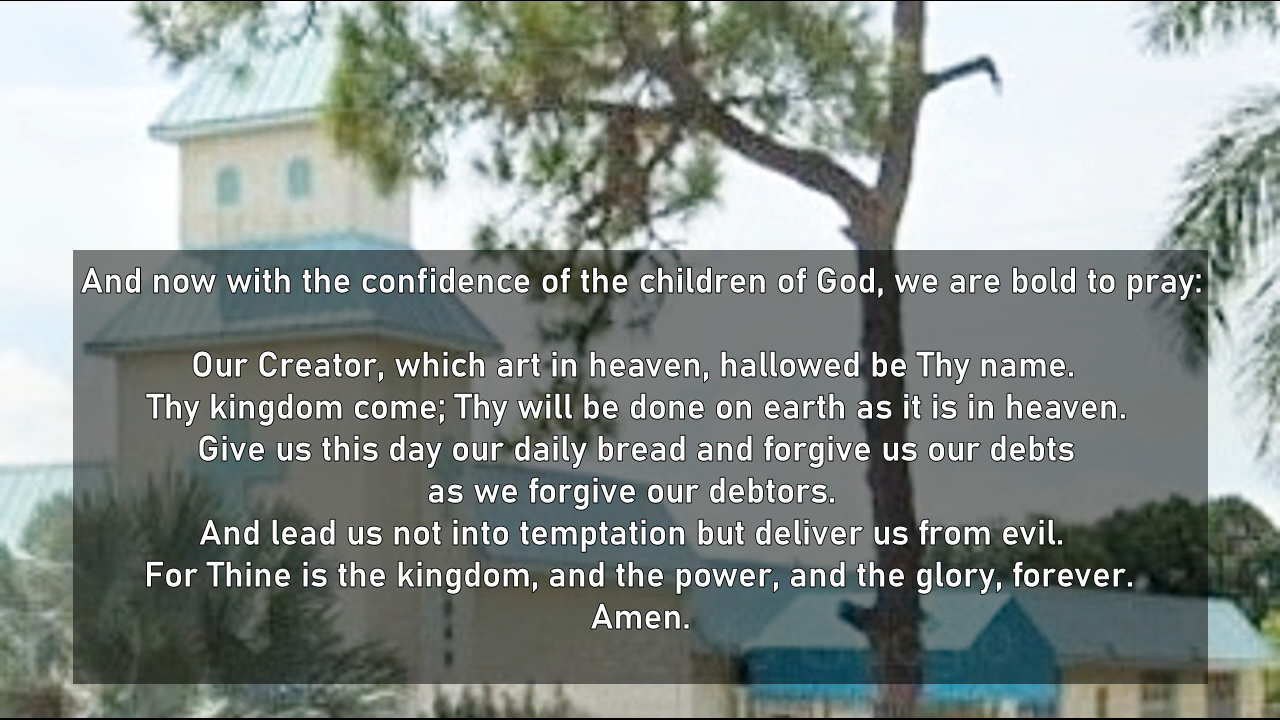 And now with the confidence of the children of God, we are bold to pray:
Our Creator, which art in heaven, hallowed be Thy name.
Thy kingdom come; Thy will be done on earth as it is in heaven.
Give us this day our daily bread and forgive us our debts
as we forgive our debtors.
And lead us not into temptation but deliver us from evil.
For Thine is the kingdom, and the power, and the glory, forever.
Amen.